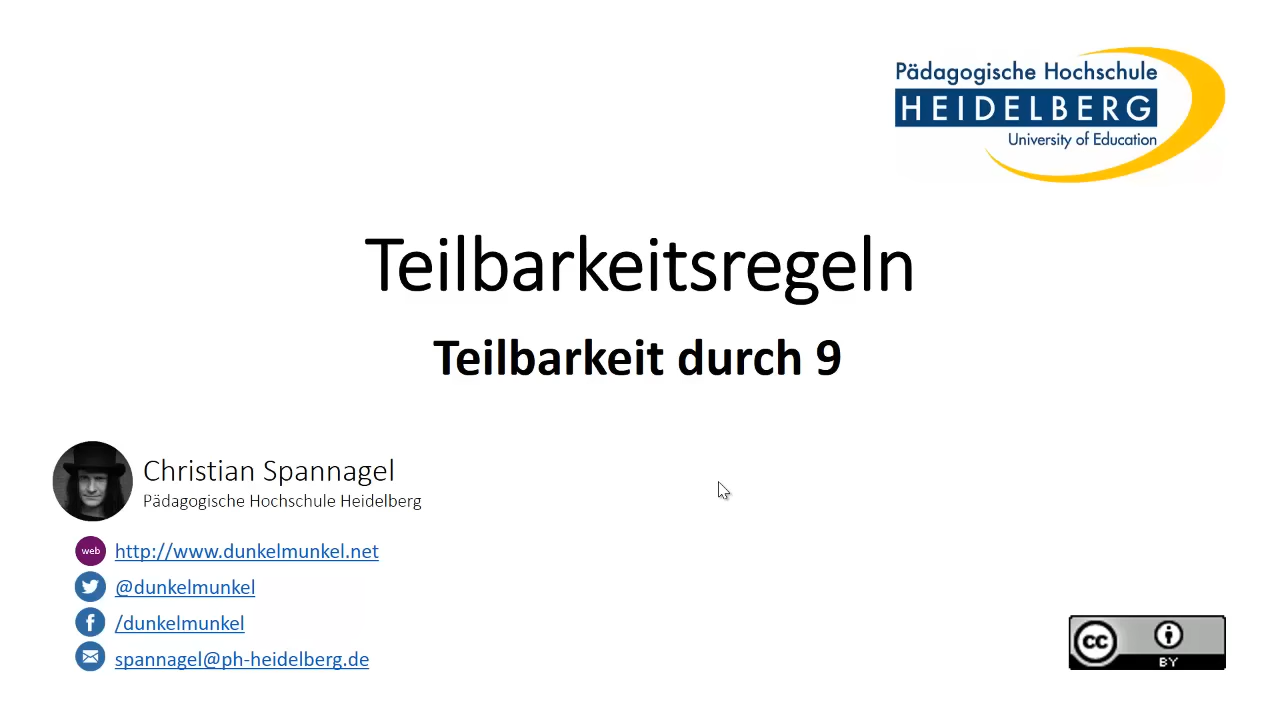 Pädagogische Hochschule
HEIDELBERG
University of Education
Teilbarkeitsregeln
Teilbarkeit durch 9
Christian Spannagel
Pädagogische Hochschule Heidelberg
web http://www.dunkelmunkel.net
@dunkelmunkel
f /dunkelmunkel
spannagel@ph-heidelberg.de
cc
BY